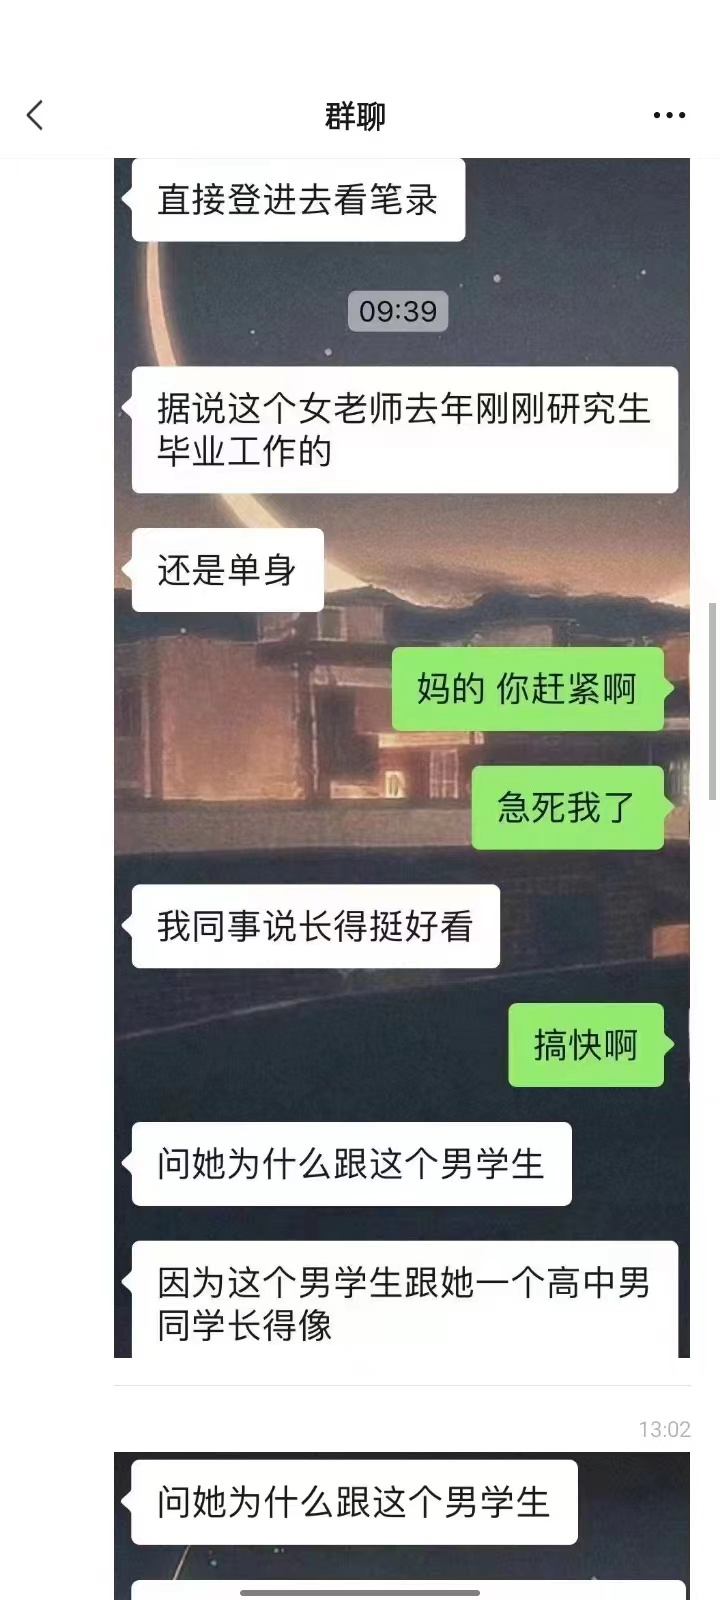 群聊
直接登进去看笔录
09:39
据说这个女老师去年刚刚研究生
毕业工作的
还是单身
妈的 你赶紧啊
急死我了
我同事说长得挺好看
搞快啊
问她为什么跟这个男学生
因为这个男学生跟她一个高中男
同学长得像
13:02
问她为什么跟这个男学生